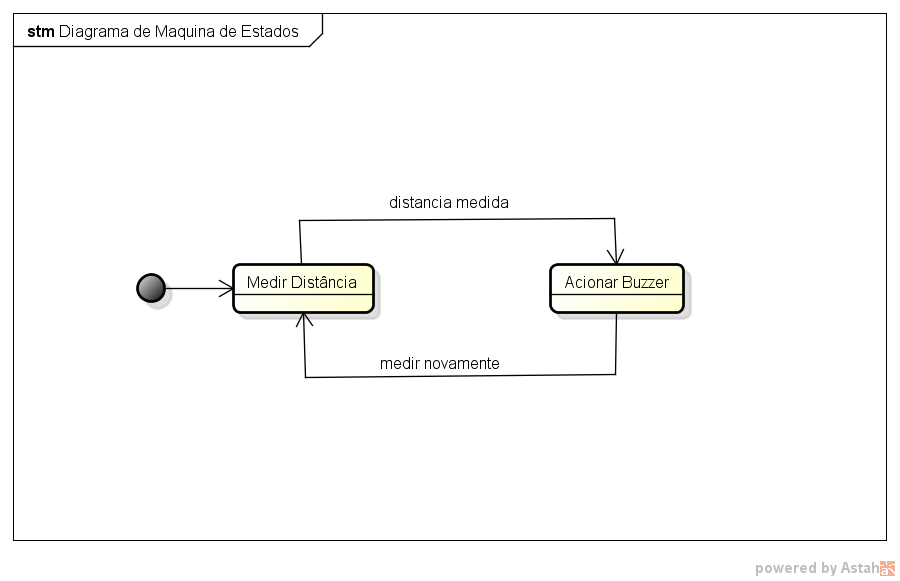 stm Diagrama de Maquina de Estados
distancia medida
Medir Distância
Acionar Buzzer
medir novamente
powered by Astah